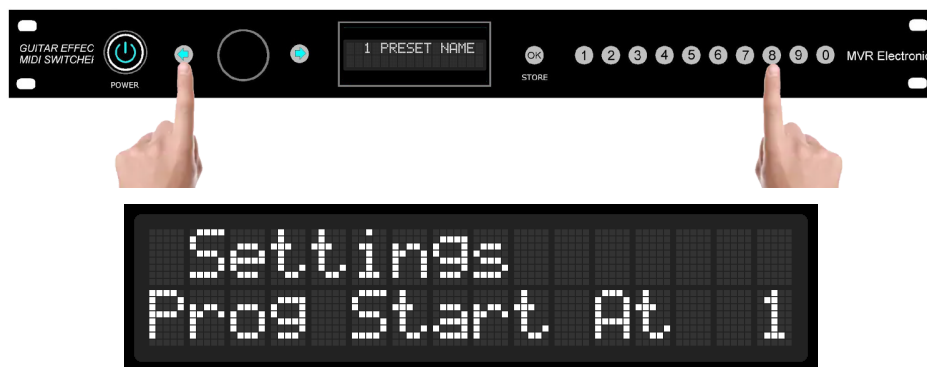 GUITAR EFFEC
MIDI SWITCHE
POWER
1 PRESET NAME
OK
STORE
1 2 3 4 5 6 7 8 9 0
MVR Electronic
Settings
Prog Start At 1